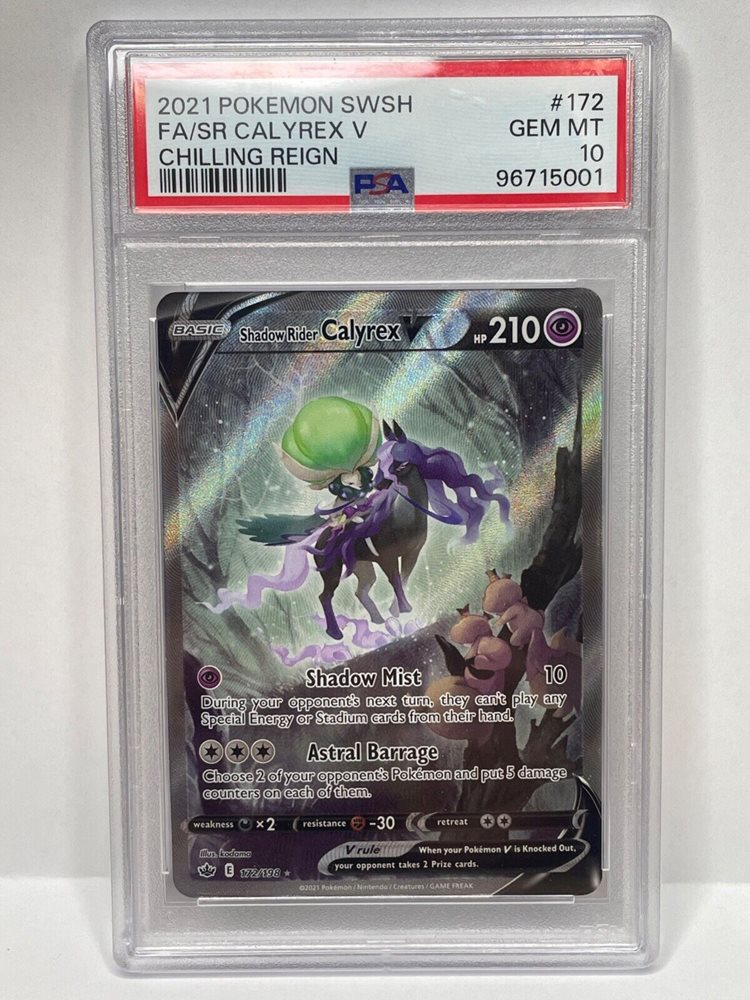 2021 POKEMON SWSH #172
FA/SR CALYREX V GEM MT
CHILLING REIGN 10
PSA 96715001
BASIC Shadow Rider Calyrex V HP 210
Shadow Mist 10
During your opponent's next turn, they can't play any
Special Energy or Stadium cards from their hand.
Astral Barrage
Choose 2 of your opponent's Pokémon and put 5 damage
counters on each of them.
weakness ×2 resistance -30 retreat
V rule When your Pokémon V is Knocked Out,
your opponent takes 2 Prize cards.
Illus. kodama
E 172/198
©2021 Pokémon / Nintendo / Creatures / GAME FREAK